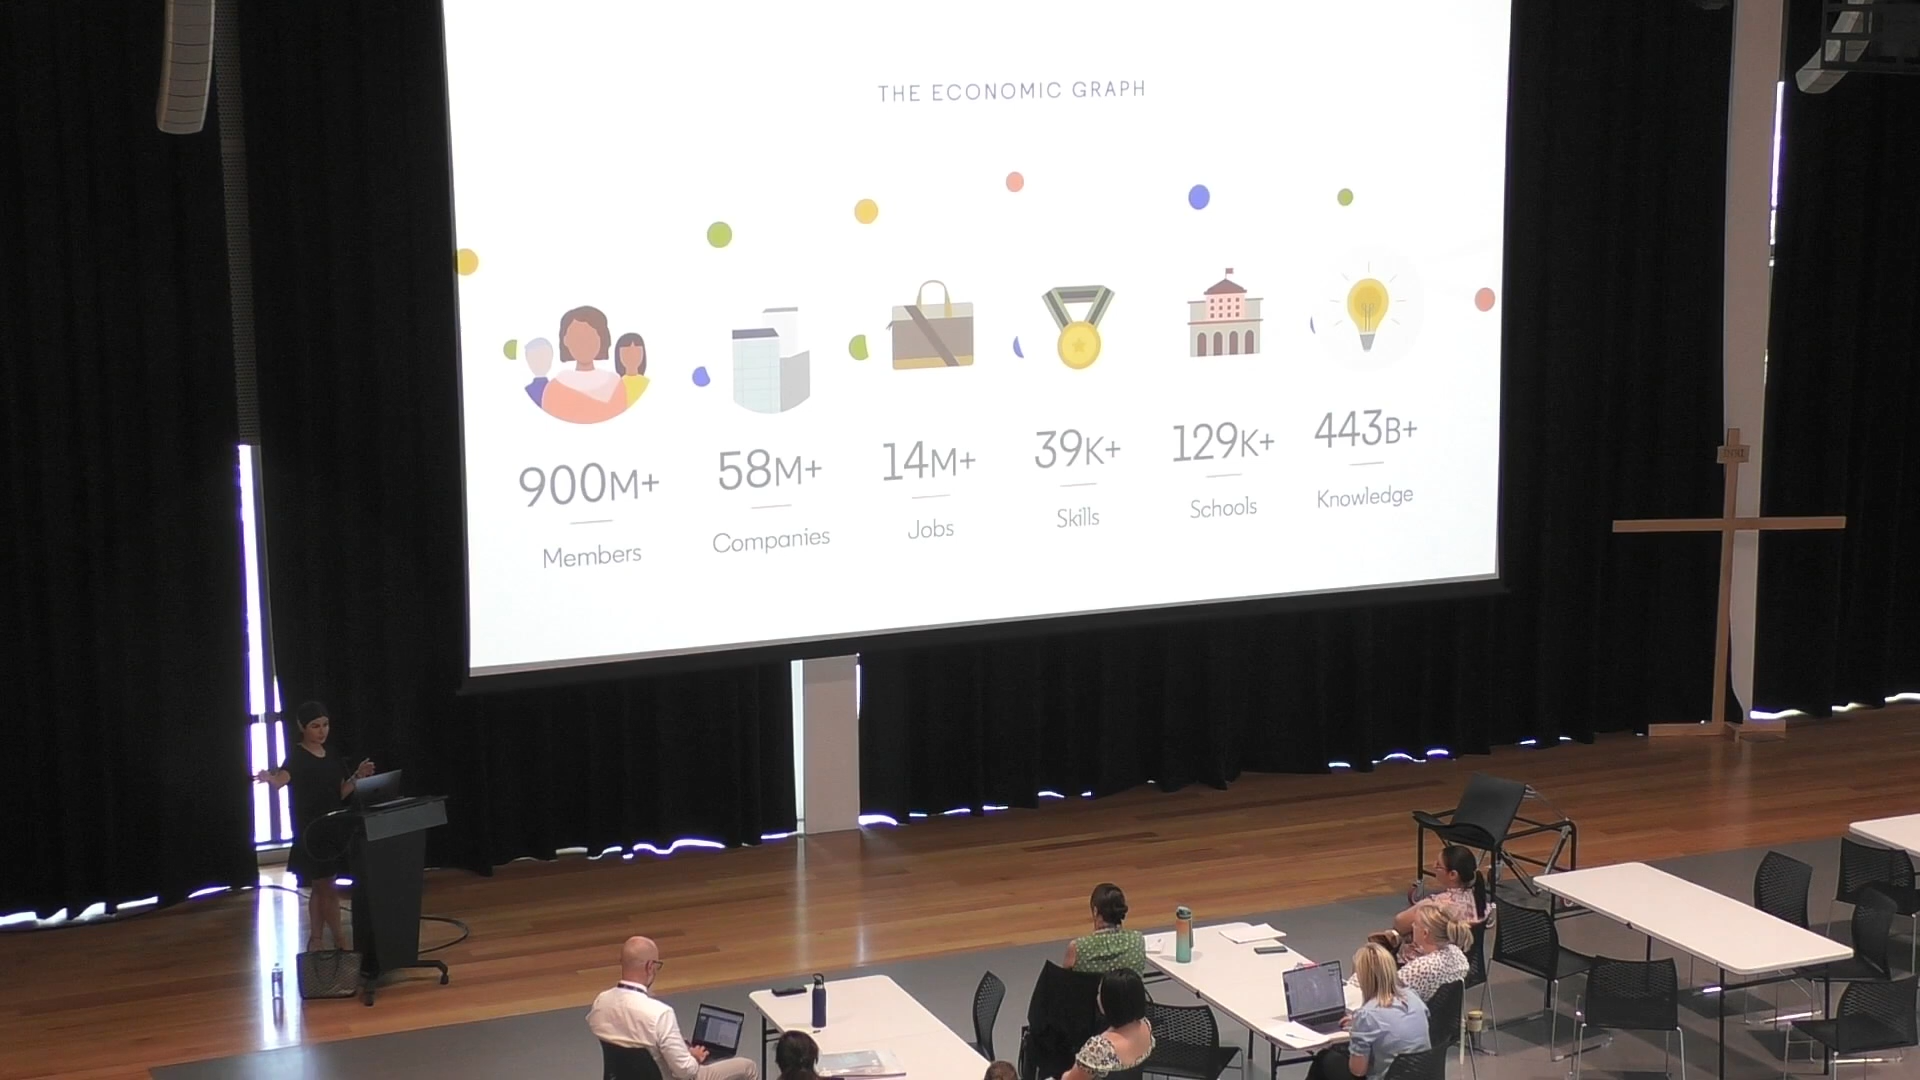 THE ECONOMIC GRAPH
900M+
Members
58M+
Companies
14M+
Jobs
39K+
Skills
129K+
Schools
443B+
Knowledge